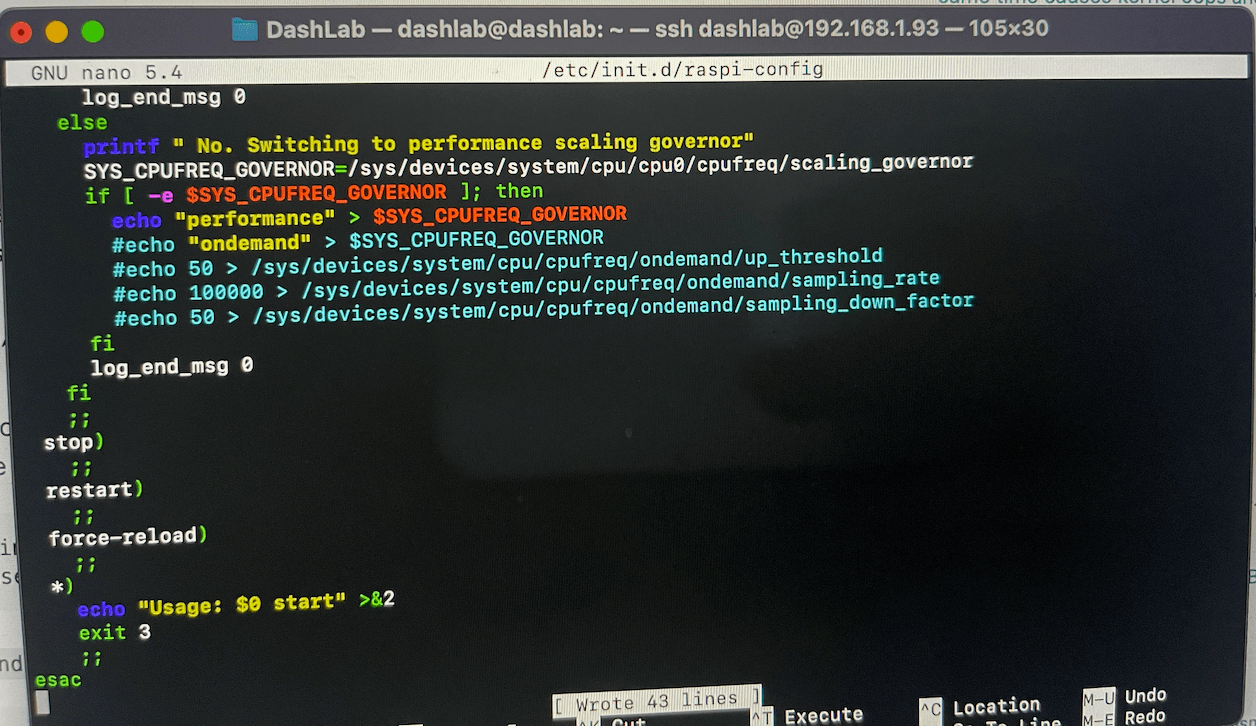 DashLab — dashlab@dashlab: ~ — ssh dashlab@192.168.1.93 — 105×30
GNU nano 5.4 /etc/init.d/raspi-config
log_end_msg 0
else
printf " No. Switching to performance scaling governor"
SYS_CPUFREQ_GOVERNOR=/sys/devices/system/cpu/cpu0/cpufreq/scaling_governor
if [ -e $SYS_CPUFREQ_GOVERNOR ]; then
echo "performance" > $SYS_CPUFREQ_GOVERNOR
#echo "ondemand" > $SYS_CPUFREQ_GOVERNOR
#echo 50 > /sys/devices/system/cpu/cpufreq/ondemand/up_threshold
#echo 100000 > /sys/devices/system/cpu/cpufreq/ondemand/sampling_rate
#echo 50 > /sys/devices/system/cpu/cpufreq/ondemand/sampling_down_factor
fi
log_end_msg 0
fi
;;
stop)
;;
restart)
;;
force-reload)
;;
*)
echo "Usage: $0 start" >&2
exit 3
;;
esac
[ Wrote 43 lines ]
^T Execute ^C Location M-U Undo
^K Cut Go To Line M-E Redo